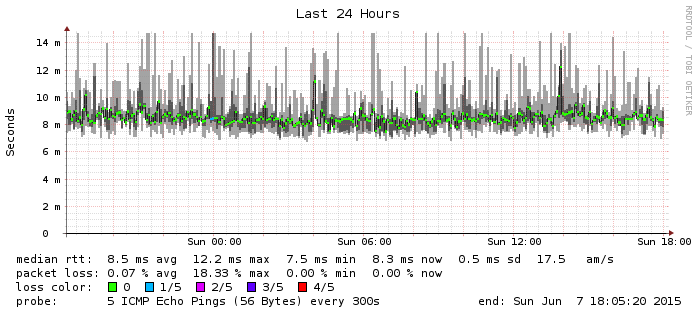 Last 24 Hours
RRDTOOL / TOBI OETIKER
Seconds
14 m
12 m
10 m
8 m
6 m
4 m
2 m
0
Sun 00:00 Sun 06:00 Sun 12:00 Sun 18:00
median rtt: 8.5 ms avg 12.2 ms max 7.5 ms min 8.3 ms now 0.5 ms sd 17.5 am/s
packet loss: 0.07 % avg 18.33 % max 0.00 % min 0.00 % now
loss color: 0 1/5 2/5 3/5 4/5
probe: 5 ICMP Echo Pings (56 Bytes) every 300s end: Sun Jun 7 18:05:20 2015